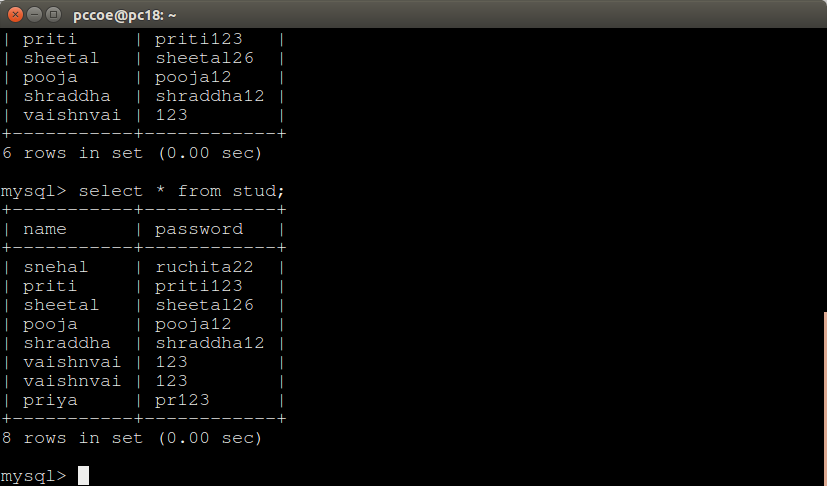 pccoe@pc18: ~
| priti     | priti123   |
| sheetal   | sheetal26  |
| pooja     | pooja12    |
| shraddha  | shraddha12 |
| vaishnvai | 123        |
+-----------+------------+
6 rows in set (0.00 sec)
mysql> select * from stud;
+-----------+------------+
| name      | password   |
+-----------+------------+
| snehal    | ruchita22  |
| priti     | priti123   |
| sheetal   | sheetal26  |
| pooja     | pooja12    |
| shraddha  | shraddha12 |
| vaishnvai | 123        |
| vaishnvai | 123        |
| priya     | pr123      |
+-----------+------------+
8 rows in set (0.00 sec)
mysql>